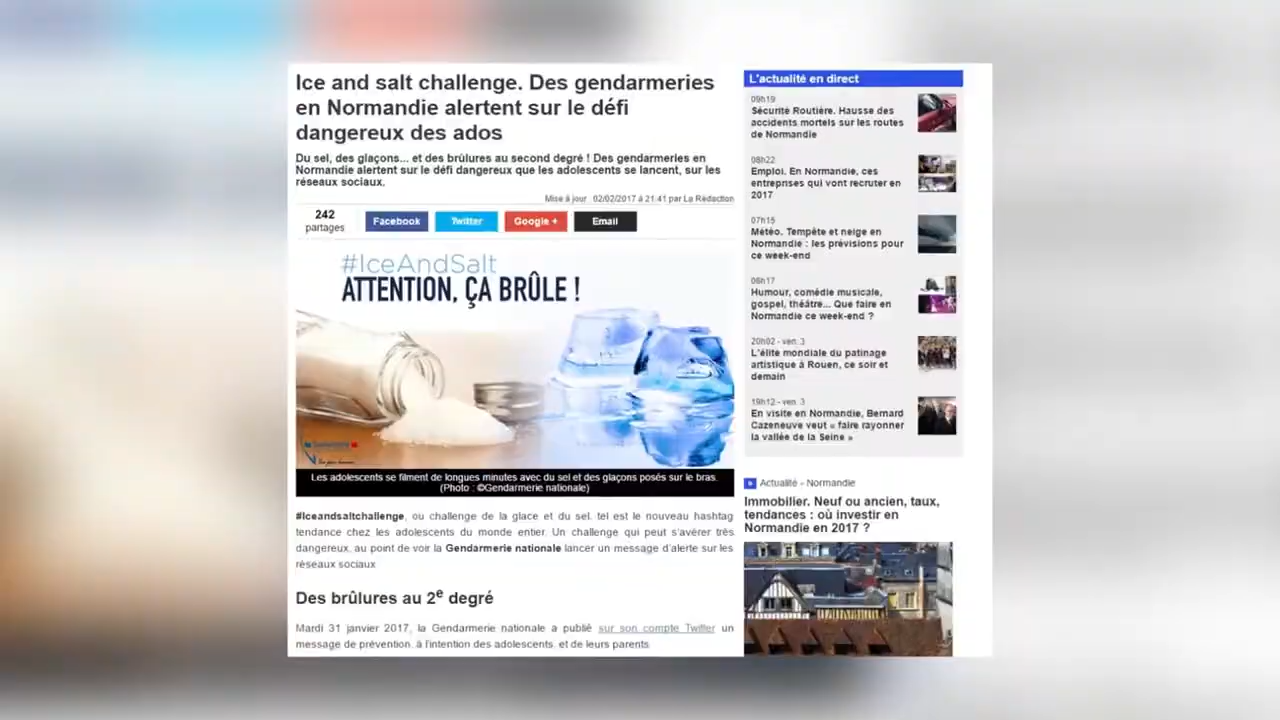 Ice and salt challenge. Des gendarmeries
en Normandie alertent sur le défi
dangereux des ados
Du sel, des glaçons... et des brûlures au second degré ! Des gendarmeries en
Normandie alertent sur le défi dangereux que les adolescents se lancent, sur les
réseaux sociaux.
Mise à jour 02/02/2017 à 21:41 par La Rédaction
242
partages
Facebook
Twitter
Google +
Email
#IceAndSalt
ATTENTION, ÇA BRÛLE !
Les adolescents se filment de longues minutes avec du sel et des glaçons posés sur le bras.
(Photo : ©Gendarmerie nationale)
#Iceandsaltchallenge, ou challenge de la glace et du sel, tel est le nouveau hashtag
tendance chez les adolescents du monde entier. Un challenge qui peut s'avérer très
dangereux, au point de voir la Gendarmerie nationale lancer un message d'alerte sur les
réseaux sociaux.
Des brûlures au 2e degré
Mardi 31 janvier 2017, la Gendarmerie nationale a publié sur son compte Twitter un
message de prévention, à l'intention des adolescents, et de leurs parents.
L'actualité en direct
09h19
Sécurité Routière. Hausse des
accidents mortels sur les routes
de Normandie
08h22
Emploi. En Normandie, ces
entreprises qui vont recruter en
2017
07h15
Météo. Tempête et neige en
Normandie : les prévisions pour
ce week-end
06h17
Humour, comédie musicale,
gospel, théâtre... Que faire en
Normandie ce week-end ?
20h02 - ven. 3
L'élite mondiale du patinage
artistique à Rouen, ce soir et
demain
19h12 - ven. 3
En visite en Normandie, Bernard
Cazeneuve veut « faire rayonner
la vallée de la Seine »
Actualité - Normandie
Immobilier. Neuf ou ancien, taux,
tendances : où investir en
Normandie en 2017 ?